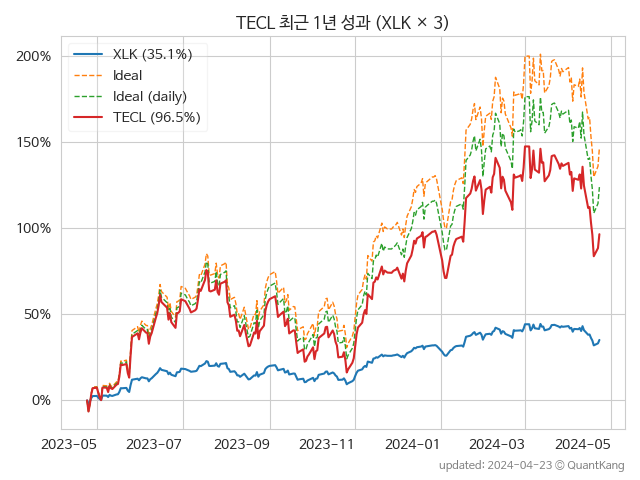 TECL 최근 1년 성과 (XLK × 3)
200%
150%
100%
50%
0%
XLK (35.1%)
Ideal
Ideal (daily)
TECL (96.5%)
2023-05
2023-07
2023-09
2023-11
2024-01
2024-03
2024-05
updated: 2024-04-23 © QuantKang